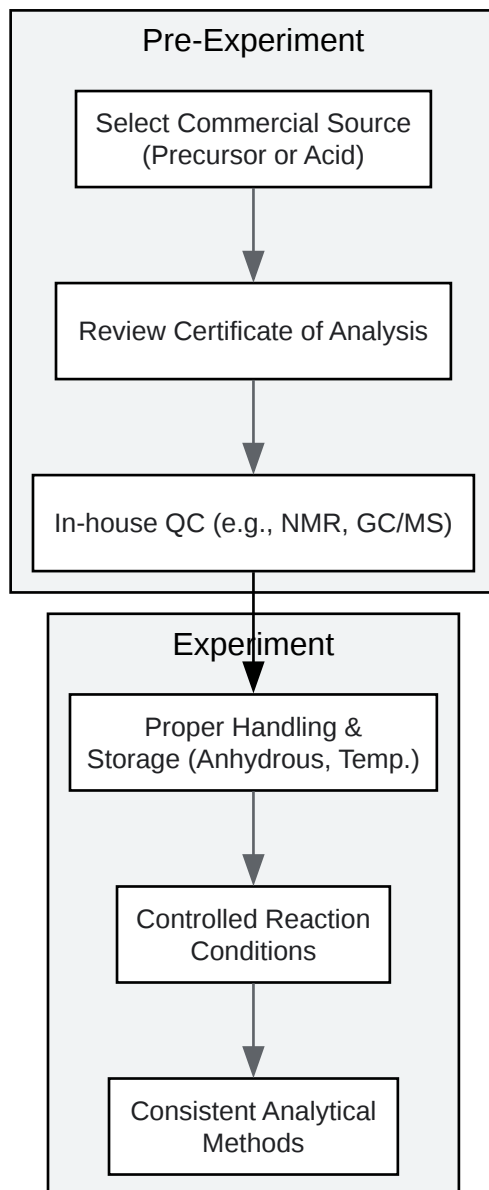 Pre-Experiment
Select Commercial Source
(Precursor or Acid)
Review Certificate of Analysis
In-house QC (e.g., NMR, GC/MS)
Experiment
Proper Handling &
Storage (Anhydrous, Temp.)
Controlled Reaction
Conditions
Consistent Analytical
Methods